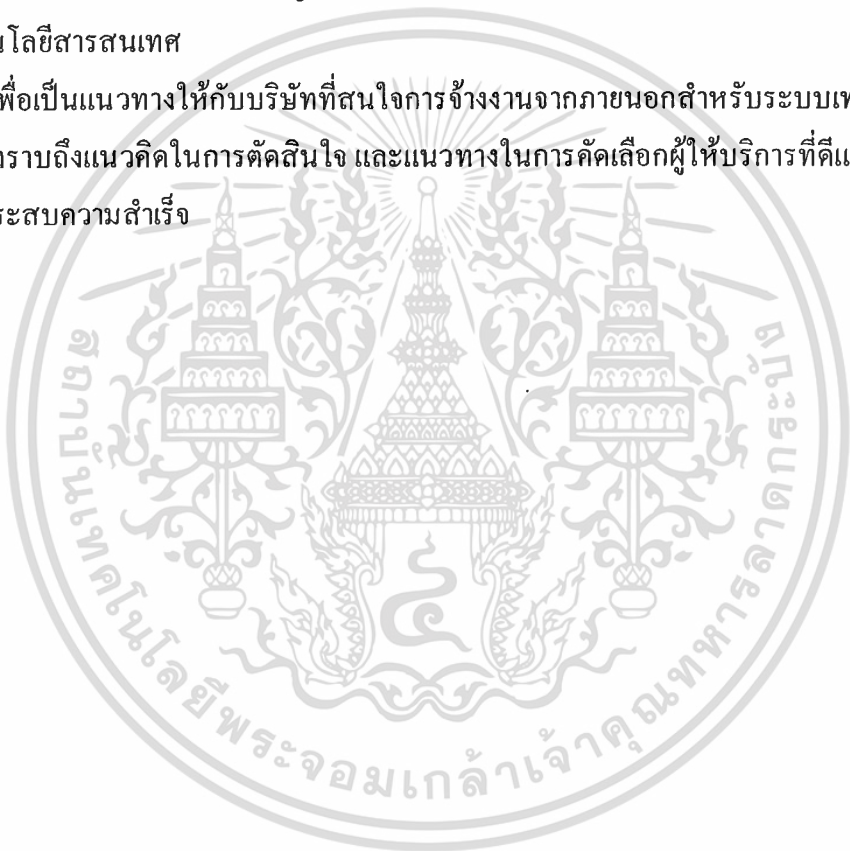 นโลยีสารสนเทศ
พื่อเป็นแนวทางให้กับบริษัทที่สนใจการจ้างงานจากภายนอกสำหรับระบบเท
ทราบถึงแนวคิดในการตัดสินใจ และแนวทางในการคัดเลือกผู้ให้บริการที่ดีแ
ระสบความสำเร็จ
สถาบันเทคโนโลยีพระจอมเกล้าเจ้าคุณทหารลาดกระบัง